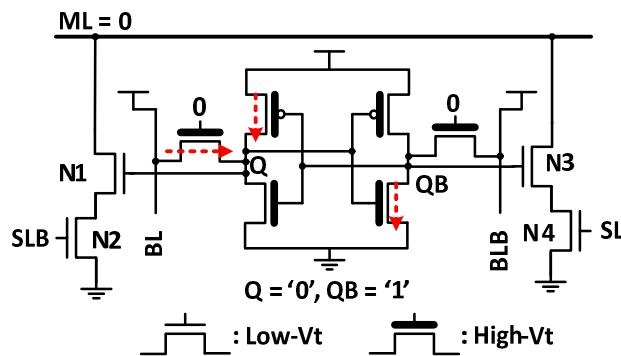 ML = 0
0
0
Q
N1
QB
N3
SLB
N2
BL
BLB
N4
SL
Q = ‘0’, QB = ‘1’
: Low-Vt
: High-Vt